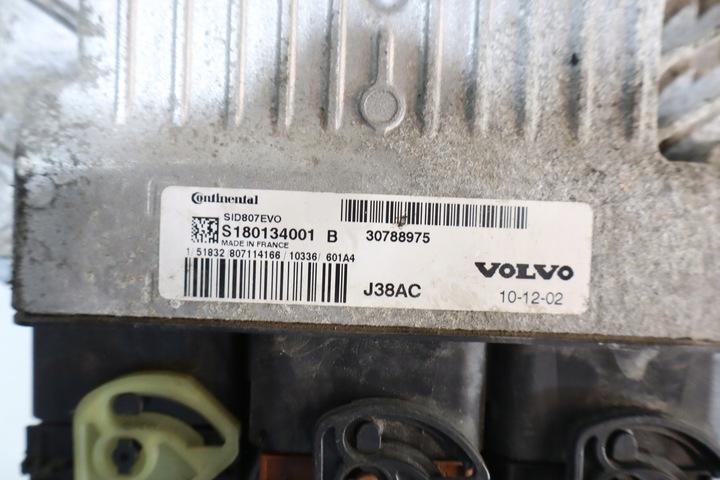 Continental
SID807EVO
S180134001 B 30788975
MADE IN FRANCE
1/ 51832 807114166 /10336/ 601A4
J38AC
VOLVO
10-12-02